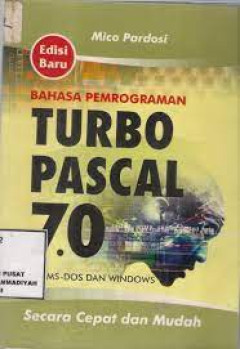 Mico Pardosi
Edisi
Baru
BAHASA PEMROGRAMAN
TURBO
PASCAL
7.0
MS-DOS DAN WINDOWS
PUSAT
MMADIYAH
Secara Cepat dan Mudah